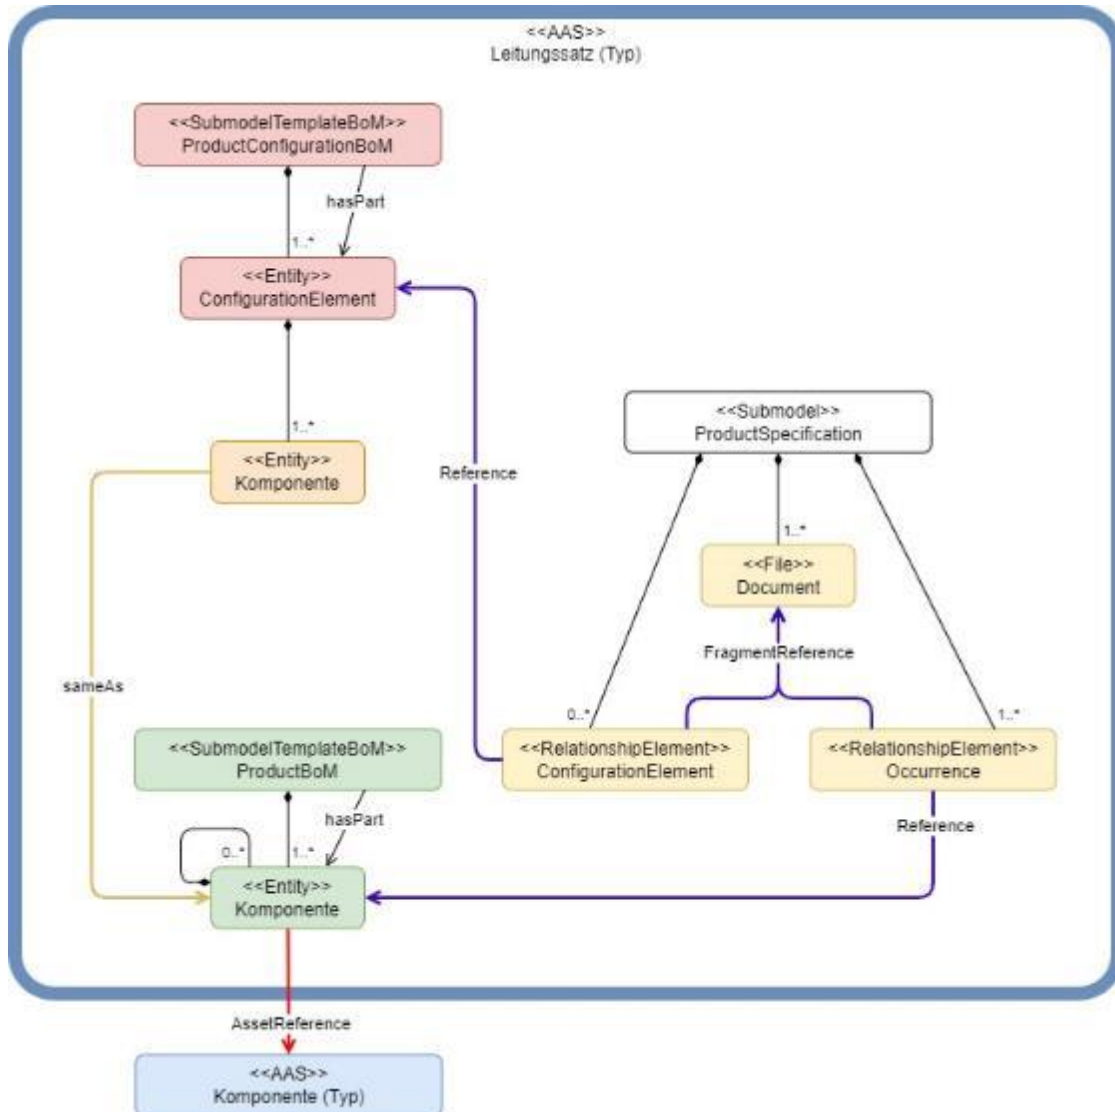 <<AAS>>
Leitungssatz (Typ)
<<SubmodelTemplateBoM>>
ProductConfigurationBoM
hasPart
1..*
<<Entity>>
ConfigurationElement
1..*
<<Entity>>
Komponente
Reference
<<Submodel>>
ProductSpecification
1..*
<<File>>
Document
FragmentReference
sameAs
0..*
1..*
<<SubmodelTemplateBoM>>
ProductBoM
<<RelationshipElement>>
ConfigurationElement
<<RelationshipElement>>
Occurrence
hasPart
Reference
0..*
1..*
<<Entity>>
Komponente
AssetReference
<<AAS>>
Komponente (Typ)